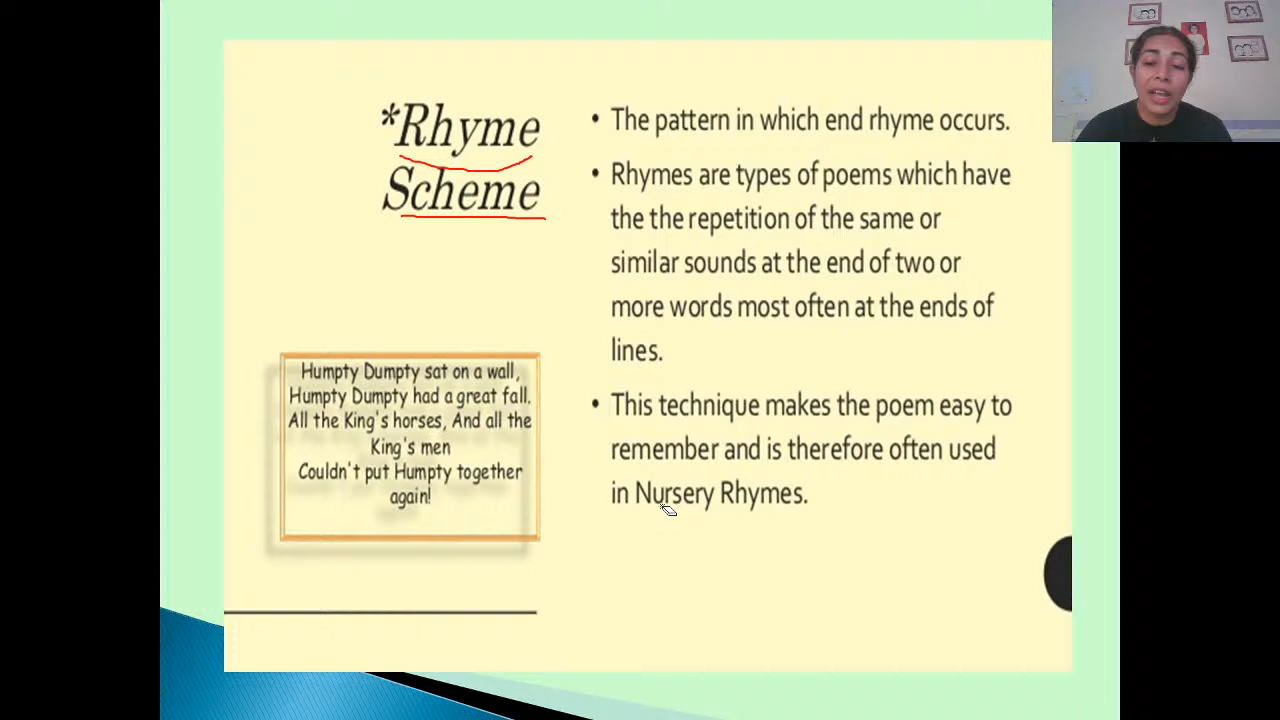 *Rhyme
Scheme
Humpty Dumpty sat on a wall,
Humpty Dumpty had a great fall.
All the King's horses, And all the
King's men
Couldn't put Humpty together
again!
• The pattern in which end rhyme occurs.
• Rhymes are types of poems which have
the the repetition of the same or
similar sounds at the end of two or
more words most often at the ends of
lines.
• This technique makes the poem easy to
remember and is therefore often used
in Nursery Rhymes.